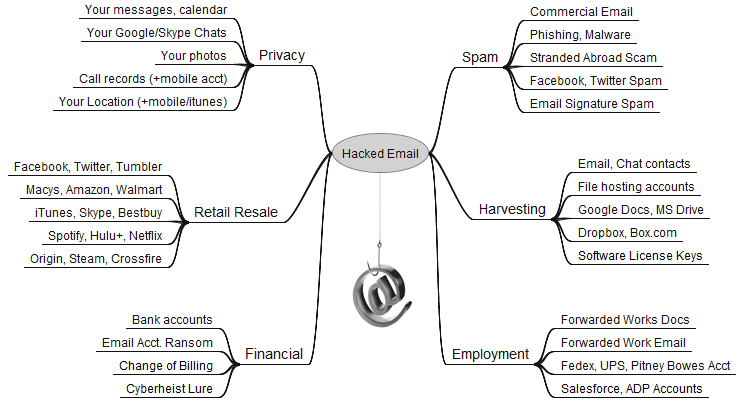 Hacked Email
Privacy
Your messages, calendar
Your Google/Skype Chats
Your photos
Call records (+mobile acct)
Your Location (+mobile/itunes)
Retail Resale
Facebook, Twitter, Tumbler
Macys, Amazon, Walmart
iTunes, Skype, Bestbuy
Spotify, Hulu+, Netflix
Origin, Steam, Crossfire
Financial
Bank accounts
Email Acct. Ransom
Change of Billing
Cyberheist Lure
Spam
Commercial Email
Phishing, Malware
Stranded Abroad Scam
Facebook, Twitter Spam
Email Signature Spam
Harvesting
Email, Chat contacts
File hosting accounts
Google Docs, MS Drive
Dropbox, Box.com
Software License Keys
Employment
Forwarded Works Docs
Forwarded Work Email
Fedex, UPS, Pitney Bowes Acct
Salesforce, ADP Accounts
@